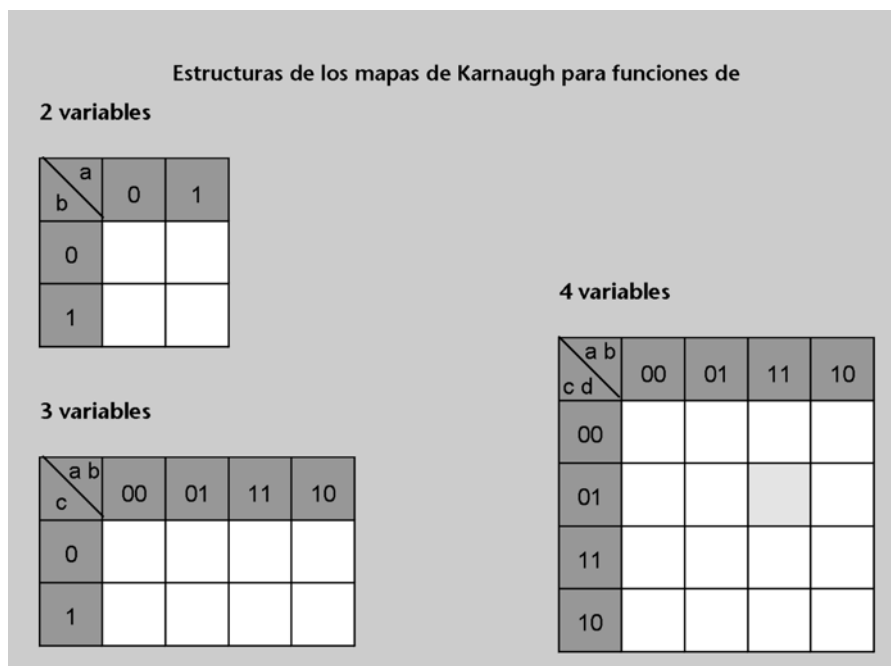 Estructuras de los mapas de Karnaugh para funciones de
2 variables
a
b
0 1
0
1
3 variables
a b
c
00 01 11 10
0
1
4 variables
a b
c d
00 01 11 10
00
01
11
10